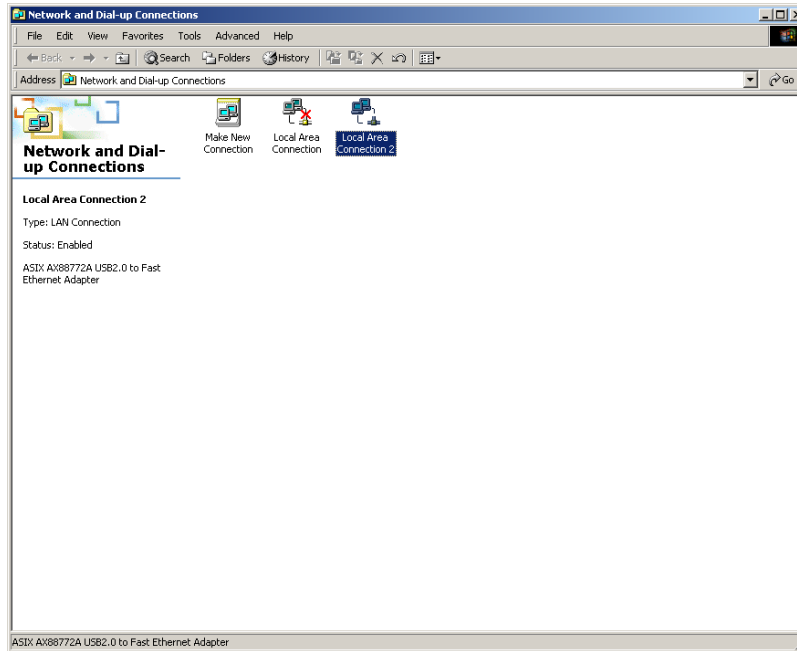 Network and Dial-up Connections
File Edit View Favorites Tools Advanced Help
Back Search Folders History
Address Network and Dial-up Connections Go
Make New
Connection
Local Area
Connection
Local Area
Connection 2
Network and Dial-
up Connections
Local Area Connection 2
Type: LAN Connection
Status: Enabled
ASIX AX88772A USB2.0 to Fast
Ethernet Adapter
ASIX AX88772A USB2.0 to Fast Ethernet Adapter